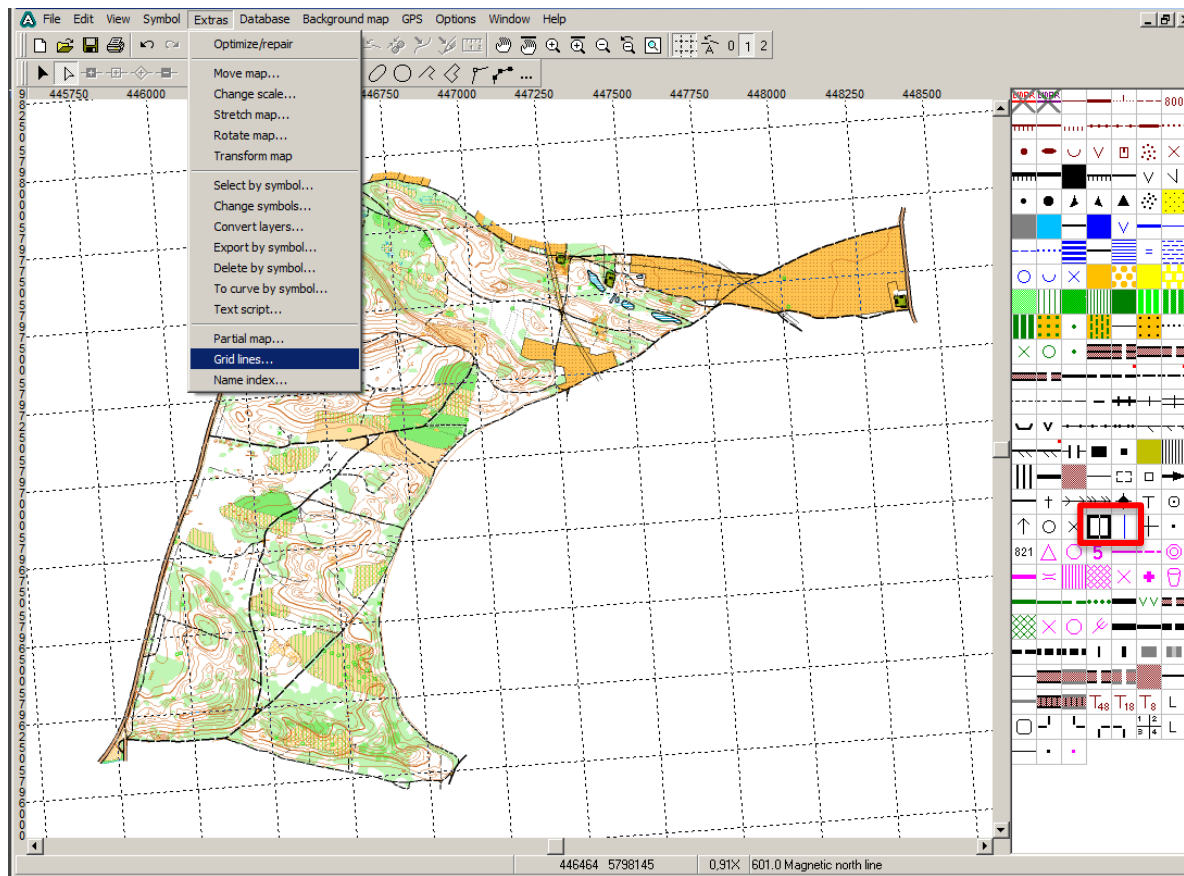 File Edit View Symbol Extras Database Background map GPS Options Window Help
0 1 2
Optimize/repair
Move map...
Change scale...
Stretch map...
Rotate map...
Transform map
Select by symbol...
Change symbols...
Convert layers...
Export by symbol...
Delete by symbol...
To curve by symbol...
Text script...
Partial map...
Grid lines...
Name index...
445750 446000 446750 447000 447250 447500 447750 448000 448250 448500
800
821 5
T48 T18 T8 L
1 2
3 4 L
446464 5798145 0,91X 601.0 Magnetic north line